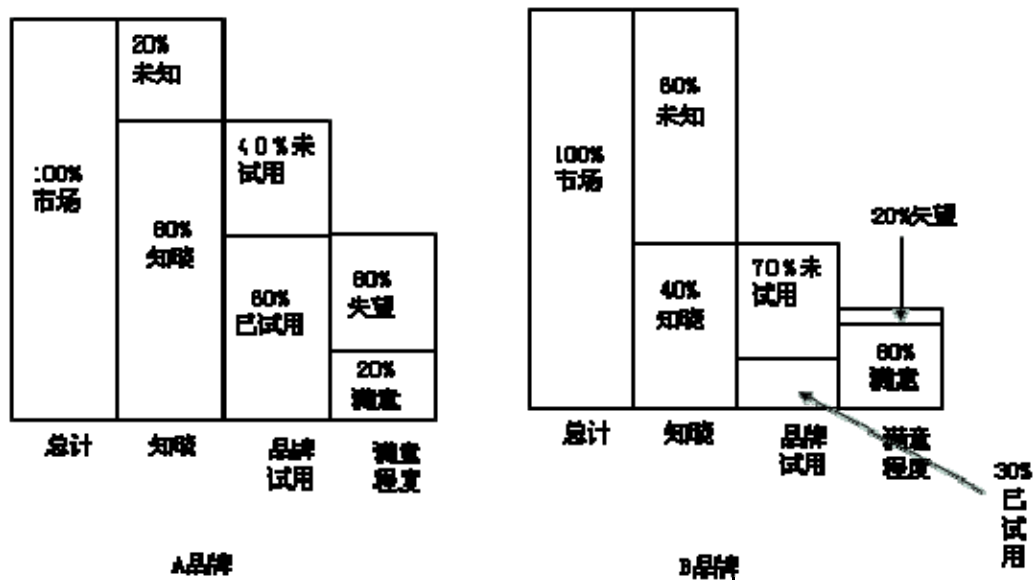 20%
未知
100%
市场
80%
知晓
40%未
试用
60%
已试用
80%
失望
20%
满意
总计
知晓
品牌
试用
满意
程度
A品牌
100%
市场
60%
未知
40%
知晓
70%未
试用
20%失望
80%
满意
总计
知晓
品牌
试用
满意
程度
30%
已
试
用
B品牌